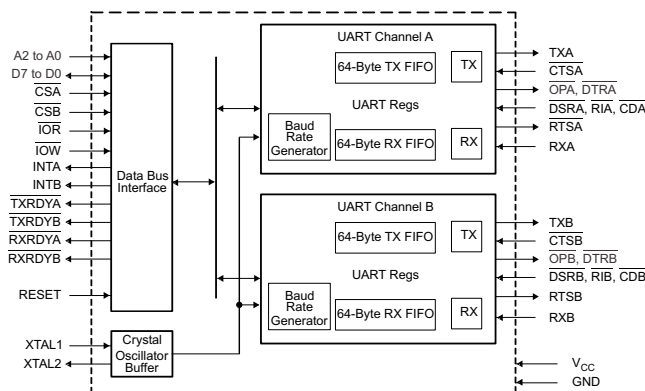 A2 to A0
D7 to D0
CSA
CSB
IOR
IOW
INTA
INTB
TXRDYA
TXRDYB
RXRDYA
RXRDYB
RESET
XTAL1
XTAL2
Data Bus
Interface
Crystal
Oscillator
Buffer
UART Channel A
64-Byte TX FIFO
TX
UART Regs
Baud
Rate
Generator
64-Byte RX FIFO
RX
UART Channel B
64-Byte TX FIFO
TX
UART Regs
Baud
Rate
Generator
64-Byte RX FIFO
RX
TXA
CTSA
OPA, DTRA
DSRA, RIA, CDA
RTSA
RXA
TXB
CTSB
OPB, DTRB
DSRB, RIB, CDB
RTSB
RXB
VCC
GND